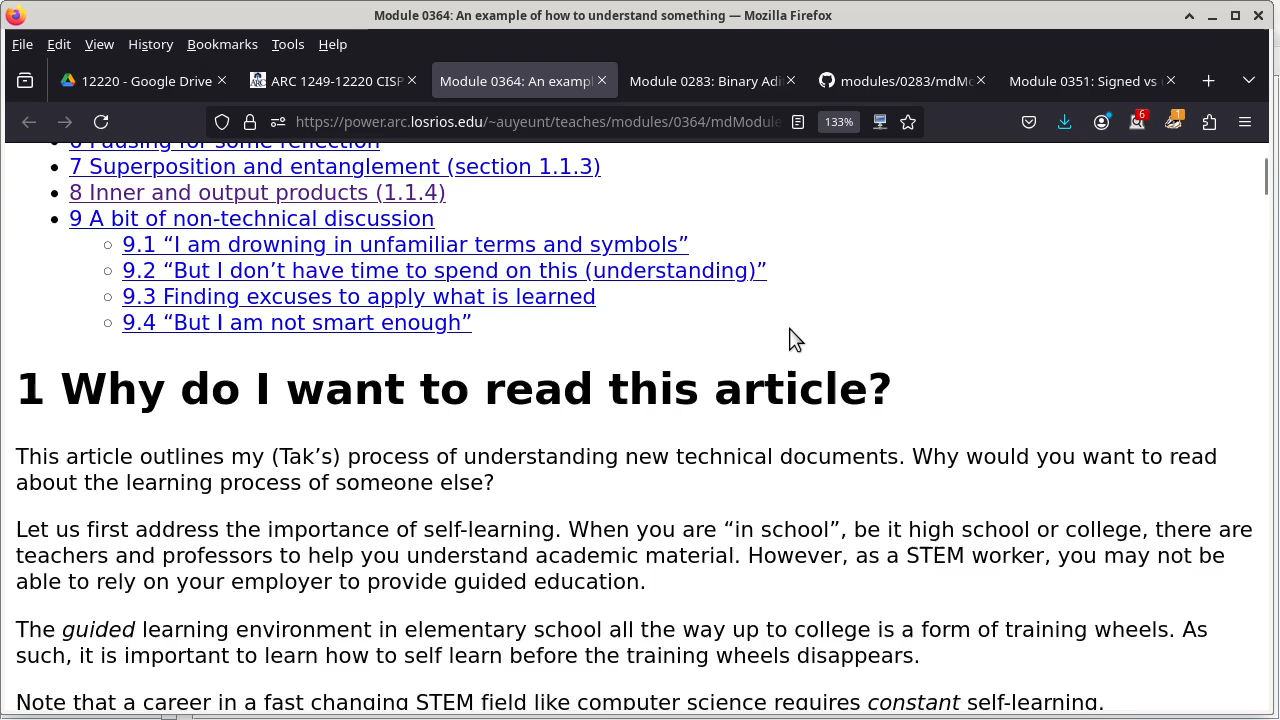 Module 0364: An example of how to understand something — Mozilla Firefox
File Edit View History Bookmarks Tools Help
12220 - Google Drive
ARC 1249-12220 CISP
Module 0364: An exampl
Module 0283: Binary Adi
modules/0283/mdMo
Module 0351: Signed vs
https://power.arc.losrios.edu/~auyeunt/teaches/modules/0364/mdModule
133%
6
1
6 Pausing for some reflection
7 Superposition and entanglement (section 1.1.3)
8 Inner and output products (1.1.4)
9 A bit of non-technical discussion
9.1 “I am drowning in unfamiliar terms and symbols”
9.2 “But I don’t have time to spend on this (understanding)”
9.3 Finding excuses to apply what is learned
9.4 “But I am not smart enough”
1 Why do I want to read this article?
This article outlines my (Tak’s) process of understanding new technical documents. Why would you want to read
about the learning process of someone else?
Let us first address the importance of self-learning. When you are “in school”, be it high school or college, there are
teachers and professors to help you understand academic material. However, as a STEM worker, you may not be
able to rely on your employer to provide guided education.
The guided learning environment in elementary school all the way up to college is a form of training wheels. As
such, it is important to learn how to self learn before the training wheels disappears.
Note that a career in a fast changing STEM field like computer science requires constant self-learning.